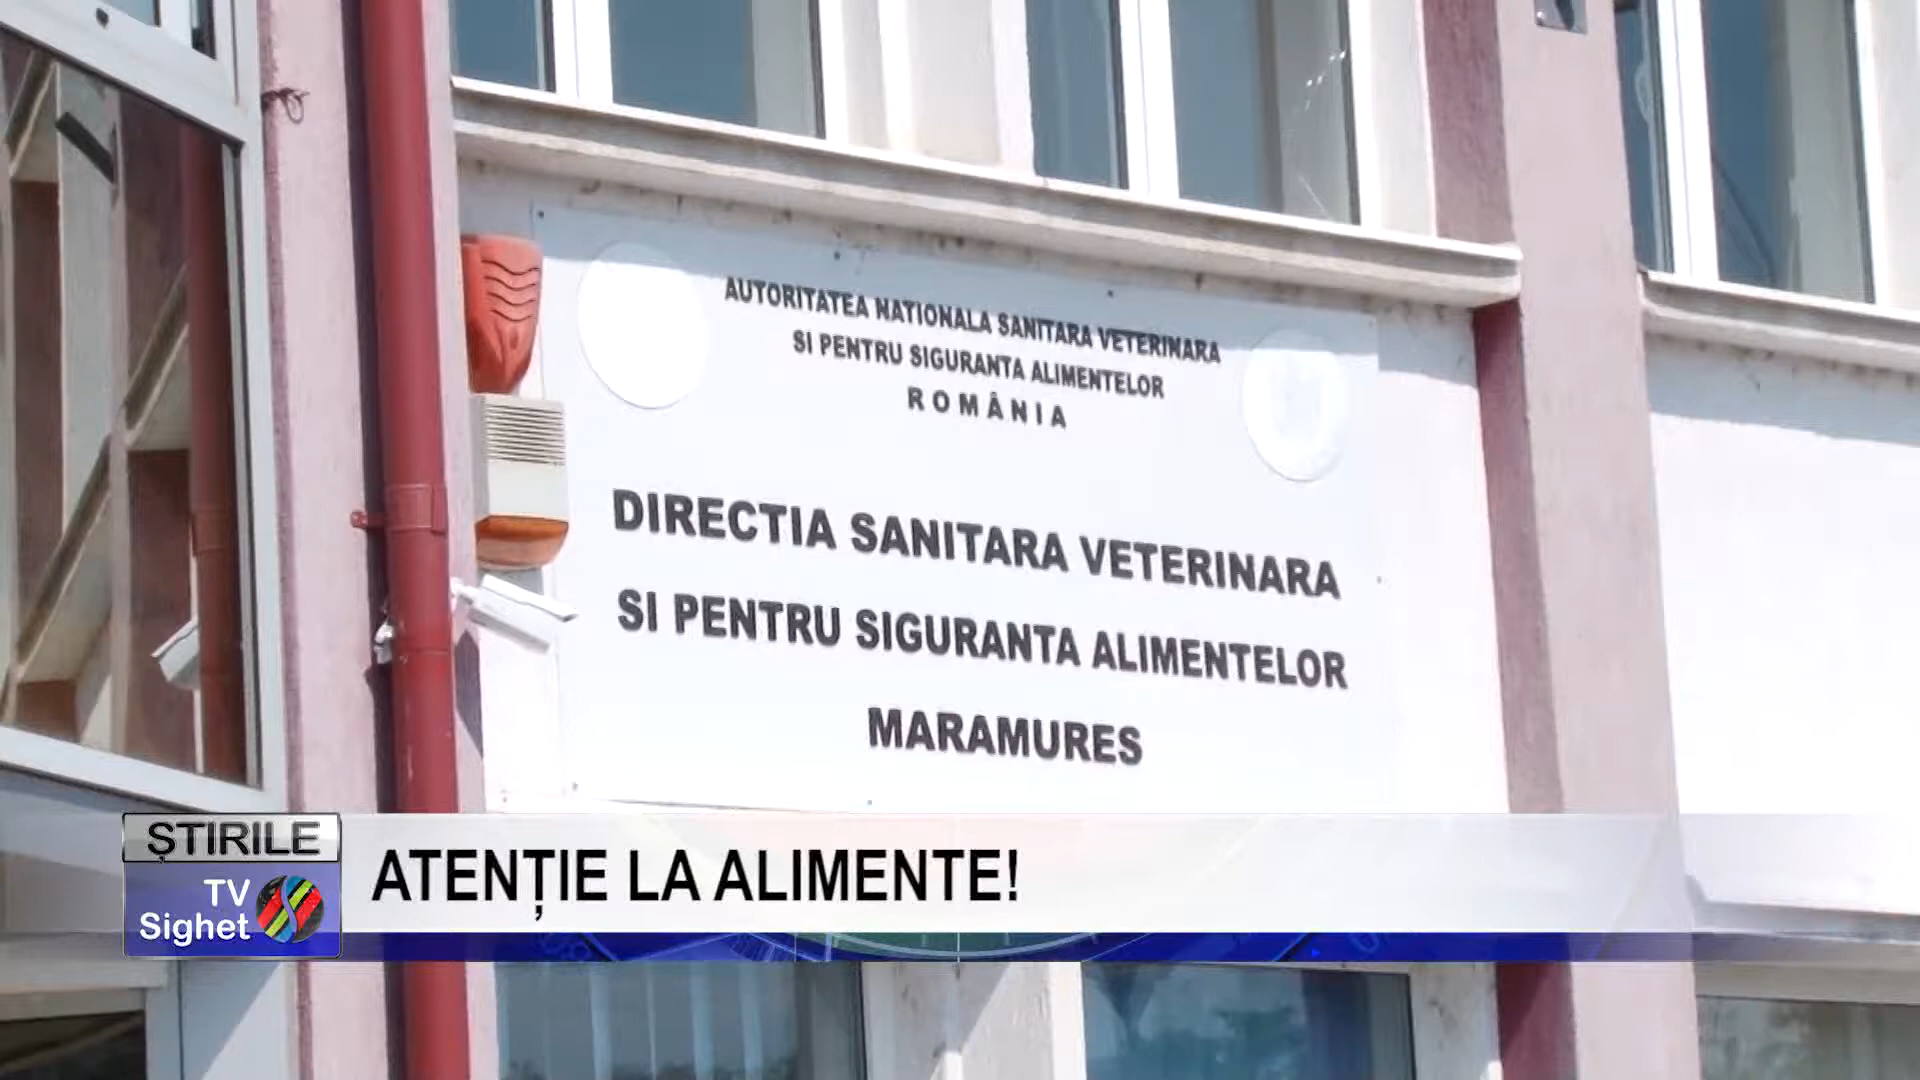 AUTORITATEA NATIONALA SANITARA VETERINARA
SI PENTRU SIGURANTA ALIMENTELOR
ROMÂNIA
DIRECTIA SANITARA VETERINARA
SI PENTRU SIGURANTA ALIMENTELOR
MARAMURES
ȘTIRILE
TV
Sighet
ATENȚIE LA ALIMENTE!